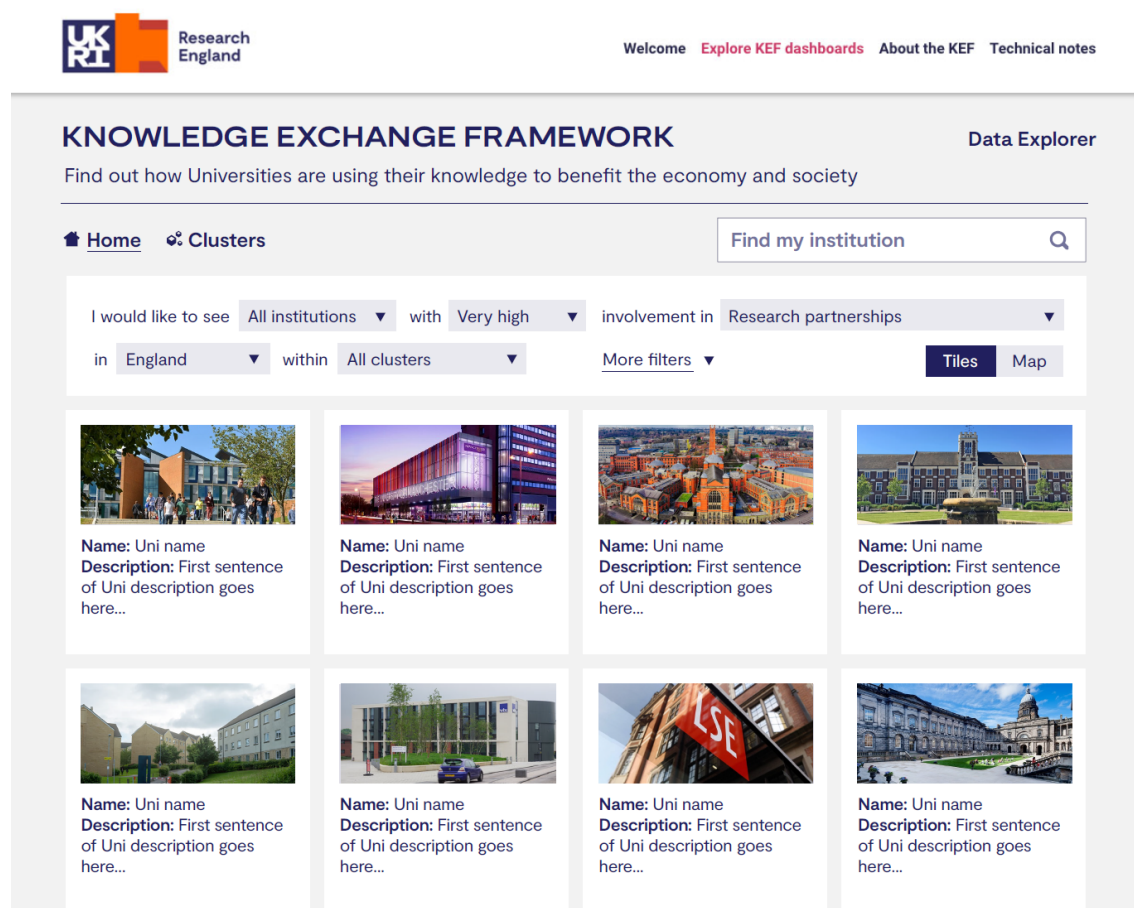 UK
RI
Research
England
Welcome Explore KEF dashboards About the KEF Technical notes
KNOWLEDGE EXCHANGE FRAMEWORK
Data Explorer
Find out how Universities are using their knowledge to benefit the economy and society
Home Clusters
Find my institution
I would like to see All institutions ▼ with Very high ▼ involvement in Research partnerships ▼
in England ▼ within All clusters ▼ More filters ▼ Tiles Map
Name: Uni name
Description: First sentence
of Uni description goes
here...
MANCHESTER
Name: Uni name
Description: First sentence
of Uni description goes
here...
Name: Uni name
Description: First sentence
of Uni description goes
here...
Name: Uni name
Description: First sentence
of Uni description goes
here...
Name: Uni name
Description: First sentence
of Uni description goes
here...
Name: Uni name
Description: First sentence
of Uni description goes
here...
LSE
Name: Uni name
Description: First sentence
of Uni description goes
here...
Name: Uni name
Description: First sentence
of Uni description goes
here...